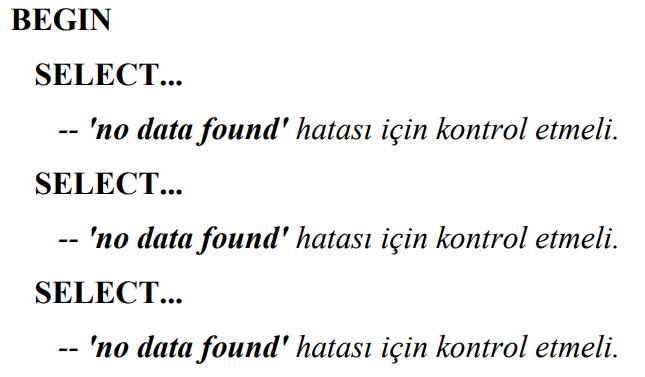 BEGIN
SELECT...
-- 'no data found' hatası için kontrol etmeli.
SELECT...
-- 'no data found' hatası için kontrol etmeli.
SELECT...
-- 'no data found' hatası için kontrol etmeli.